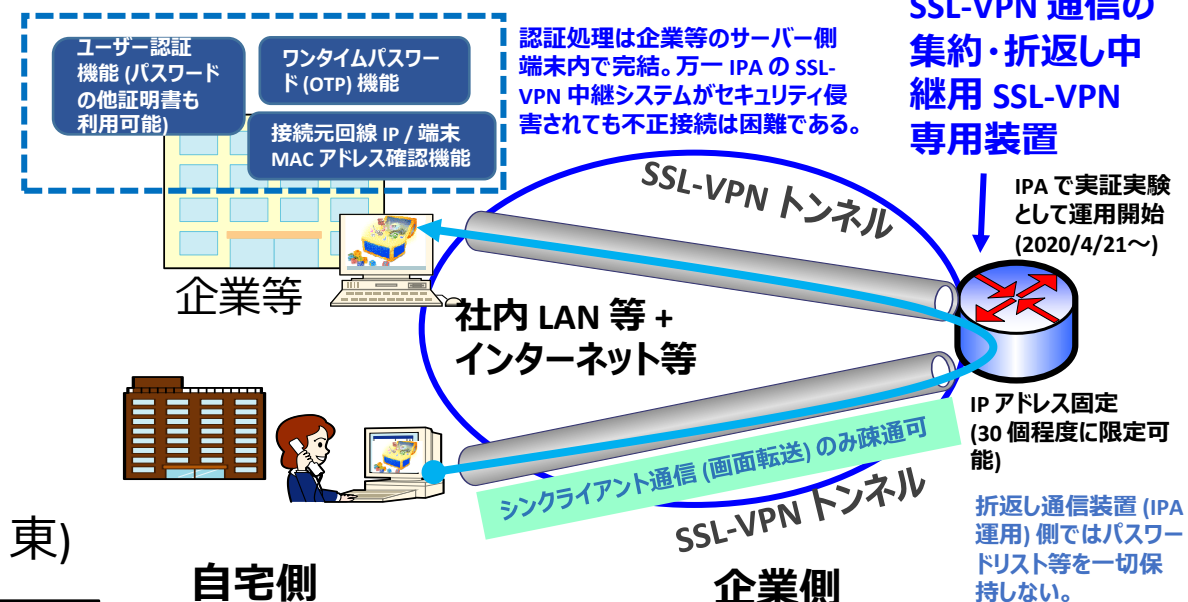 ユーザー認証
機能 (パスワード
の他証明書も
利用可能)
ワンタイムパスワー
ド (OTP) 機能
接続元回線 IP / 端末
MAC アドレス確認機能
認証処理は企業等のサーバー側
端末内で完結。万一 IPA の SSL-
VPN 中継システムがセキュリティ侵
害されても不正接続は困難である。
SSL-VPN 通信の
集約・折返し中
継用 SSL-VPN
専用装置
IPA で実証実験
として運用開始
(2020/4/21～)
SSL-VPN トンネル
企業等
社内 LAN 等 +
インターネット等
IP アドレス固定
(30 個程度に限定可
能)
シンクライアント通信 (画面転送) のみ疎通可
SSL-VPN トンネル
折返し通信装置 (IPA
運用) 側ではパスワー
ドリスト等を一切保
持しない。
東)
自宅側
企業側